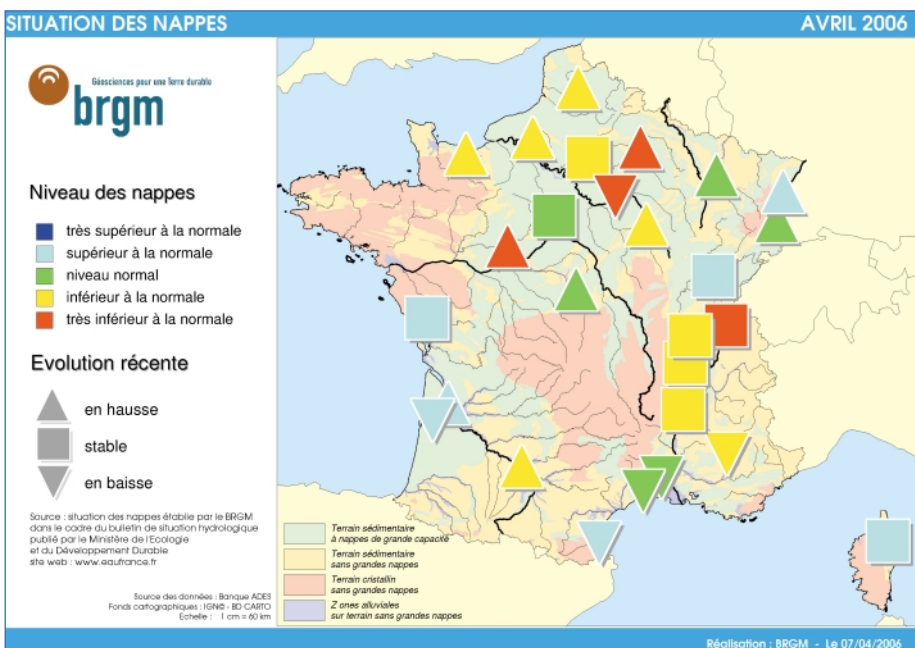 SITUATION DES NAPPES
AVRIL 2006
Géosciences pour une Terre durable
brgm
Niveau des nappes
très supérieur à la normale
supérieur à la normale
niveau normal
inférieur à la normale
très inférieur à la normale
Evolution récente
en hausse
stable
en baisse
Source : situation des nappes établie par le BRGM
dans le cadre du bulletin de situation hydrologique
publié par le Ministère de l'Ecologie
et du Développement Durable
site web : www.eaufrance.fr
Source des données : Banque ADES
Fonds cartographiques : IGN© - BD CARTO
Echelle : 1 cm = 60 km
Terrain sédimentaire
à nappes de grande capacité
Terrain sédimentaire
sans grandes nappes
Terrain cristallin
sans grandes nappes
Z ones alluviales
sur terrain sans grandes nappes
Réalisation : BRGM - Le 07/04/2006